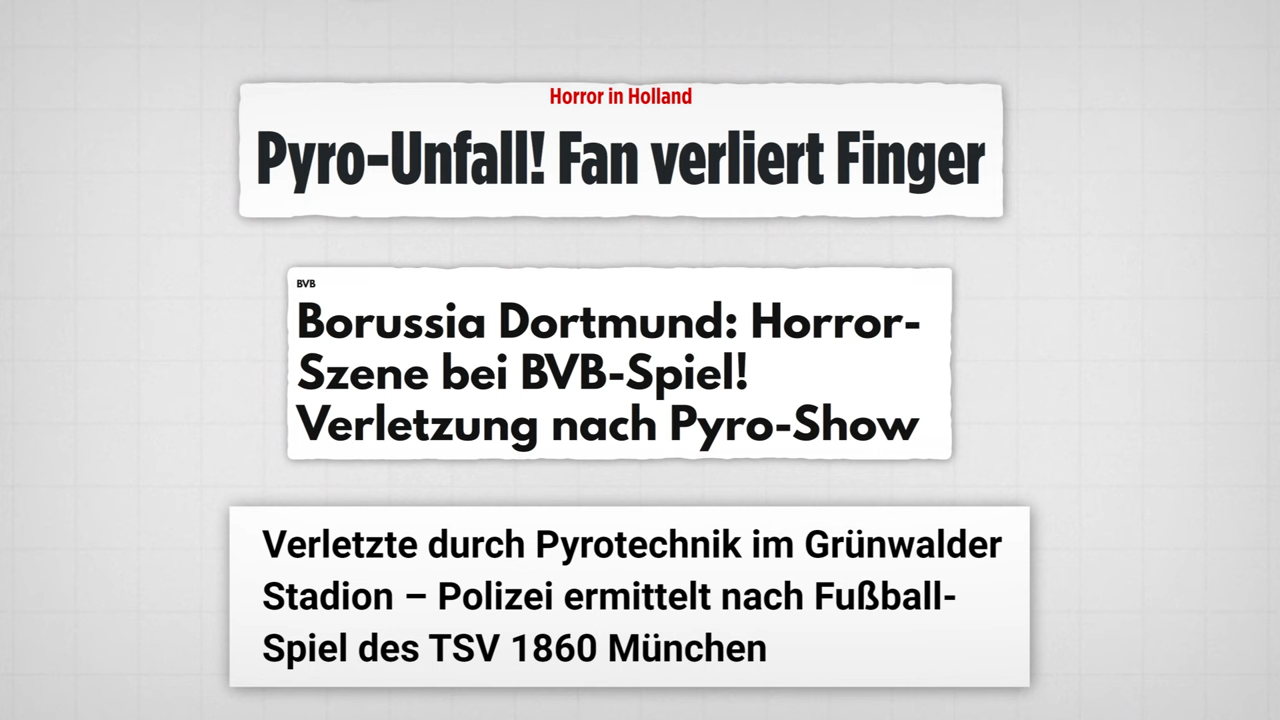 Horror in Holland
Pyro-Unfall! Fan verliert Finger
BVB
Borussia Dortmund: Horror-
Szene bei BVB-Spiel!
Verletzung nach Pyro-Show
Verletzte durch Pyrotechnik im Grünwalder
Stadion – Polizei ermittelt nach Fußball-
Spiel des TSV 1860 München